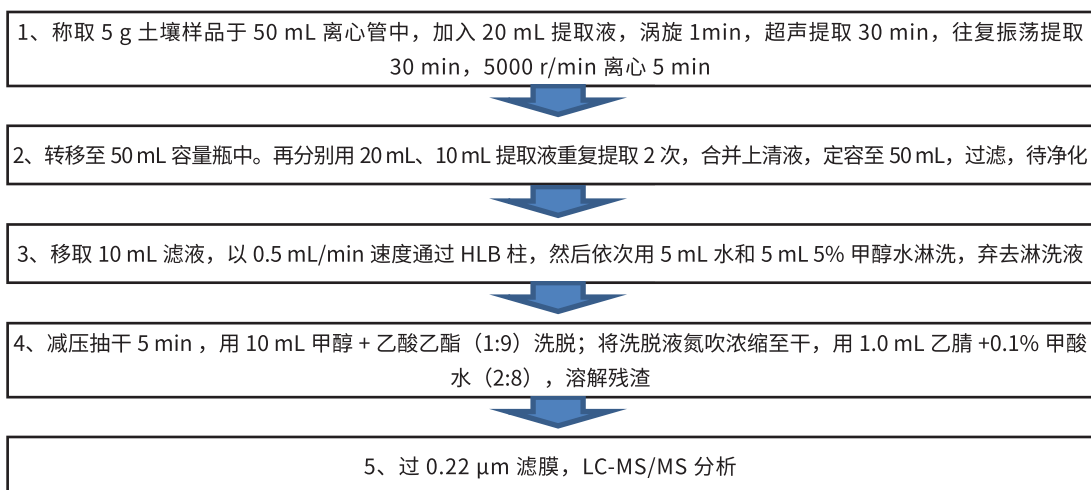 1、称取 5 g 土壤样品于 50 mL 离心管中，加入 20 mL 提取液，涡旋 1min，超声提取 30 min，往复振荡提取
30 min，5000 r/min 离心 5 min
2、转移至 50 mL 容量瓶中。再分别用 20 mL、10 mL 提取液重复提取 2 次，合并上清液，定容至 50 mL，过滤，待净化
3、移取 10 mL 滤液，以 0.5 mL/min 速度通过 HLB 柱，然后依次用 5 mL 水和 5 mL 5% 甲醇水淋洗，弃去淋洗液
4、减压抽干 5 min ，用 10 mL 甲醇 + 乙酸乙酯（1:9）洗脱；将洗脱液氮吹浓缩至干，用 1.0 mL 乙腈 +0.1% 甲酸
水（2:8），溶解残渣
5、过 0.22 μm 滤膜，LC-MS/MS 分析